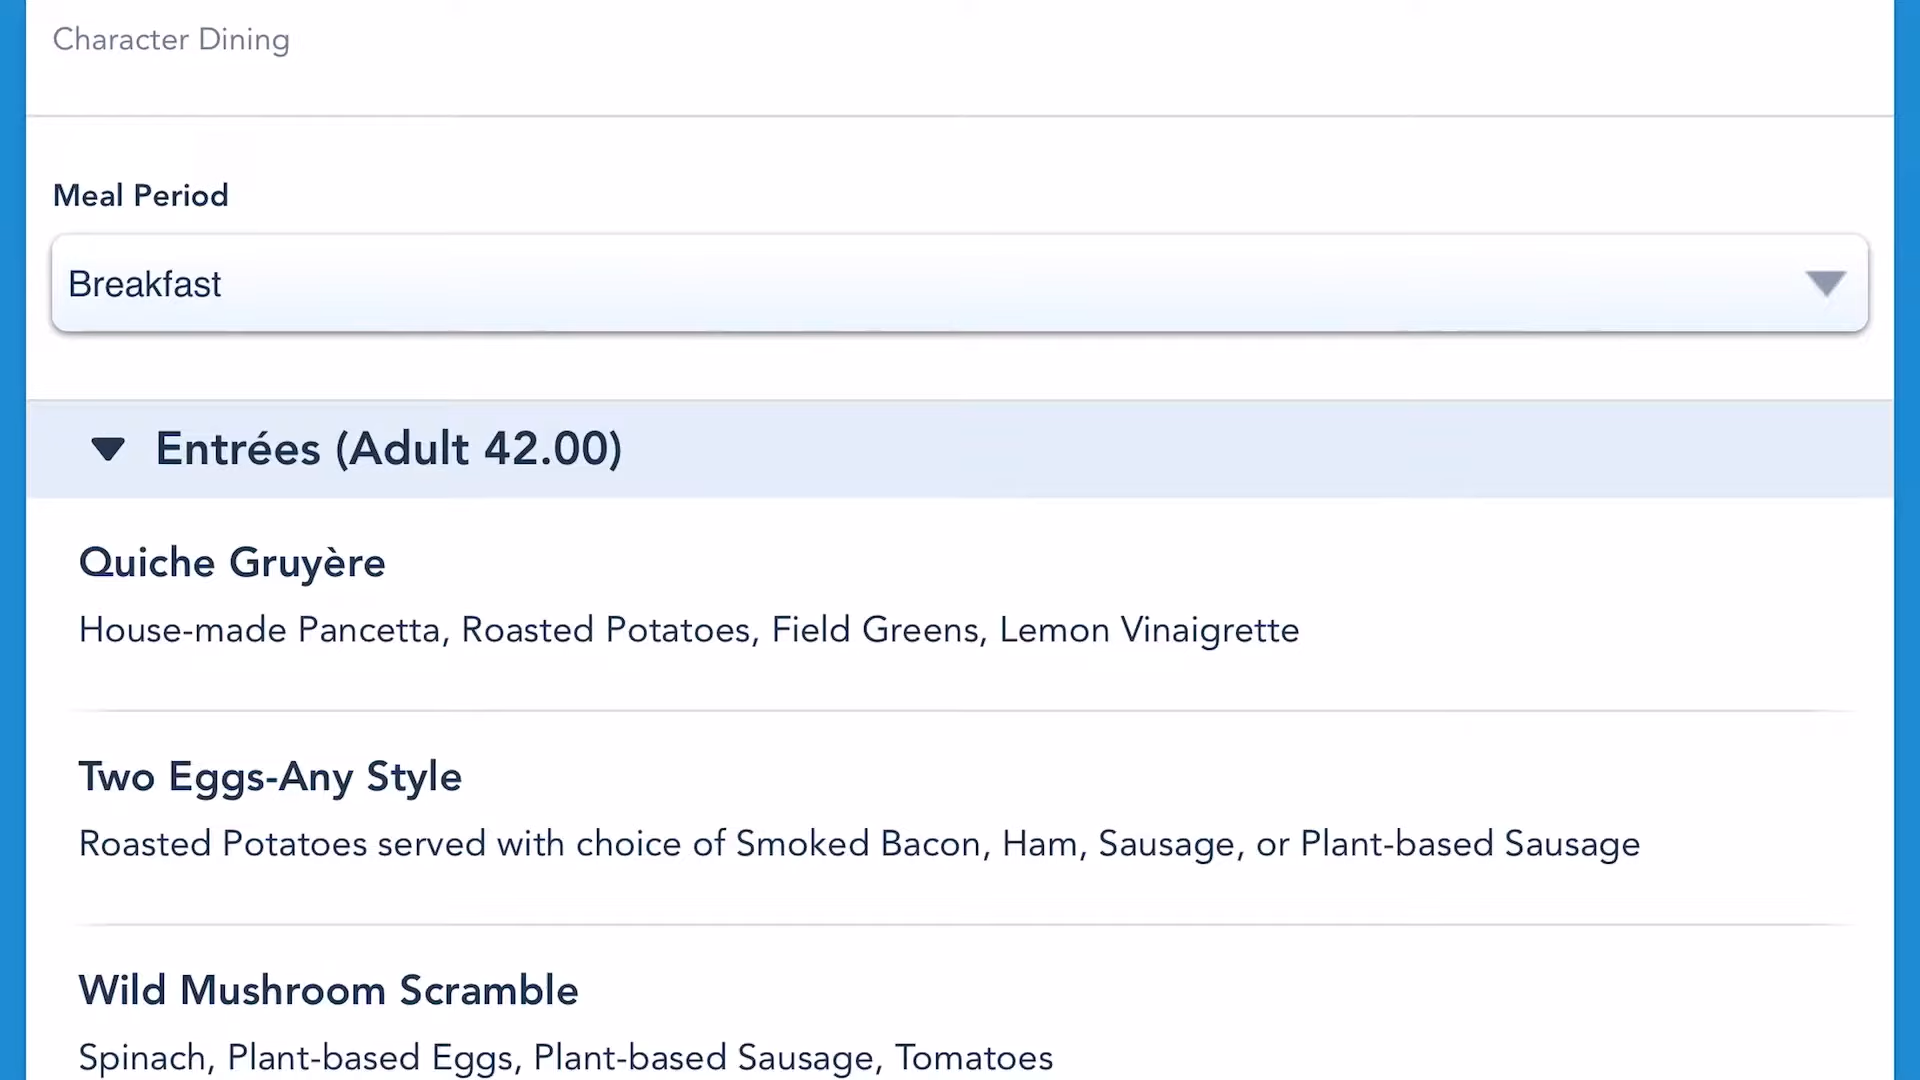 Character Dining
Meal Period
Breakfast
Entrées (Adult 42.00)
Quiche Gruyère
House-made Pancetta, Roasted Potatoes, Field Greens, Lemon Vinaigrette
Two Eggs-Any Style
Roasted Potatoes served with choice of Smoked Bacon, Ham, Sausage, or Plant-based Sausage
Wild Mushroom Scramble
Spinach, Plant-based Eggs, Plant-based Sausage, Tomatoes